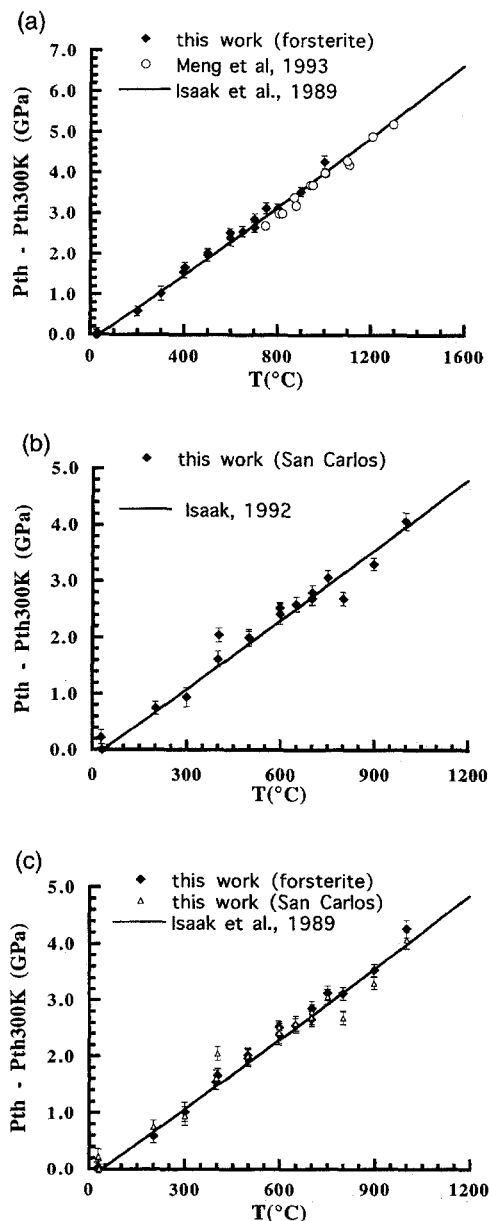 (a)
this work (forsterite)
Meng et al, 1993
Isaak et al., 1989
7.0
6.0
5.0
4.0
3.0
2.0
1.0
0.0
Pth - Pth300K (GPa)
0 400 800 1200 1600
T(°C)
(b)
this work (San Carlos)
Isaak, 1992
5.0
4.0
3.0
2.0
1.0
0.0
Pth - Pth300K (GPa)
0 300 600 900 1200
T(°C)
(c)
this work (forsterite)
this work (San Carlos)
Isaak et al., 1989
5.0
4.0
3.0
2.0
1.0
0.0
Pth - Pth300K (GPa)
0 300 600 900 1200
T(°C)